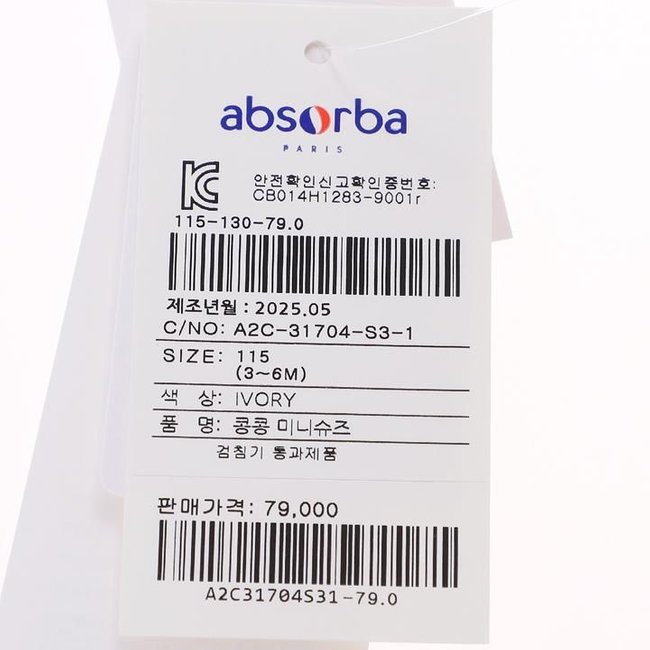 absorba
PARIS
안전확인신고확인증번호:
CB014H1283-9001r
115-130-79.0
제조년월 : 2025.05
C/NO: A2C-31704-S3-1
SIZE: 115
(3~6M)
색 상: IVORY
품 명: 콩콩 미니슈즈
검침기 통과제품
판매가격: 79,000
A2C31704S31-79.0